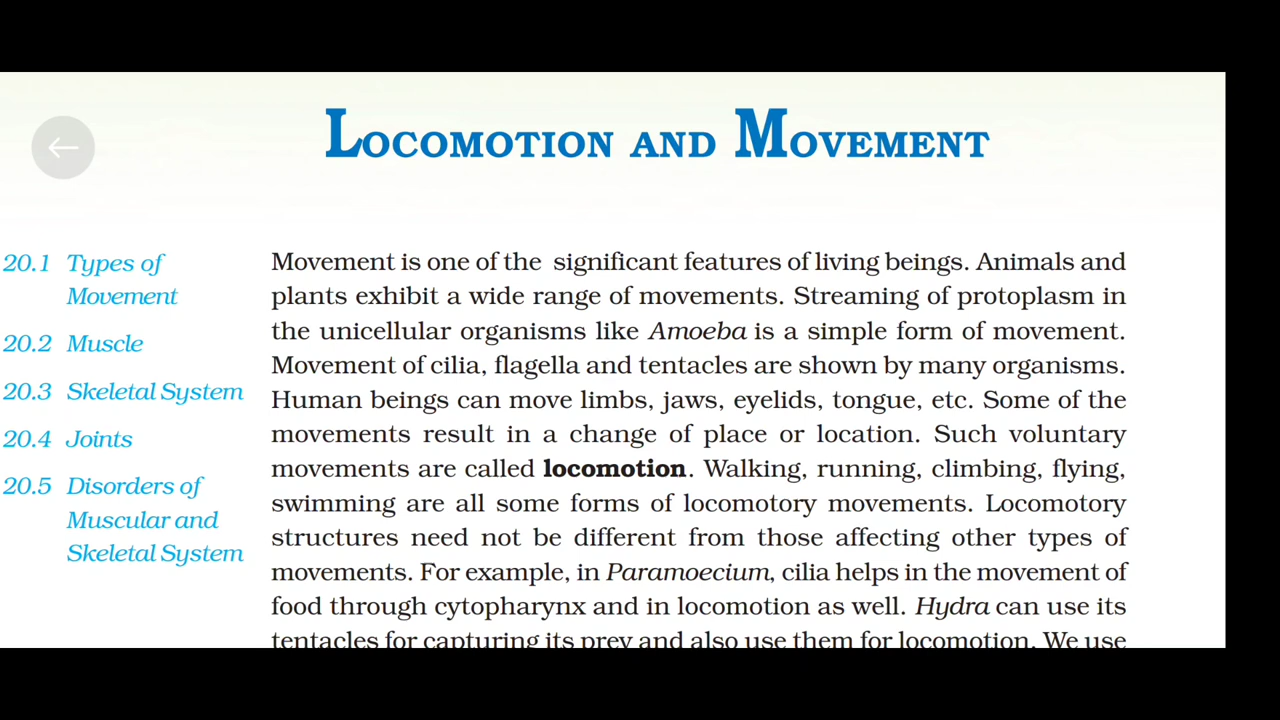 LOCOMOTION AND MOVEMENT
20.1 Types of
Movement
20.2 Muscle
20.3 Skeletal System
20.4 Joints
20.5 Disorders of
Muscular and
Skeletal System
Movement is one of the significant features of living beings. Animals and
plants exhibit a wide range of movements. Streaming of protoplasm in
the unicellular organisms like Amoeba is a simple form of movement.
Movement of cilia, flagella and tentacles are shown by many organisms.
Human beings can move limbs, jaws, eyelids, tongue, etc. Some of the
movements result in a change of place or location. Such voluntary
movements are called locomotion. Walking, running, climbing, flying,
swimming are all some forms of locomotory movements. Locomotory
structures need not be different from those affecting other types of
movements. For example, in Paramoecium, cilia helps in the movement of
food through cytopharynx and in locomotion as well. Hydra can use its
tentacles for capturing its prey and also use them for locomotion. We use